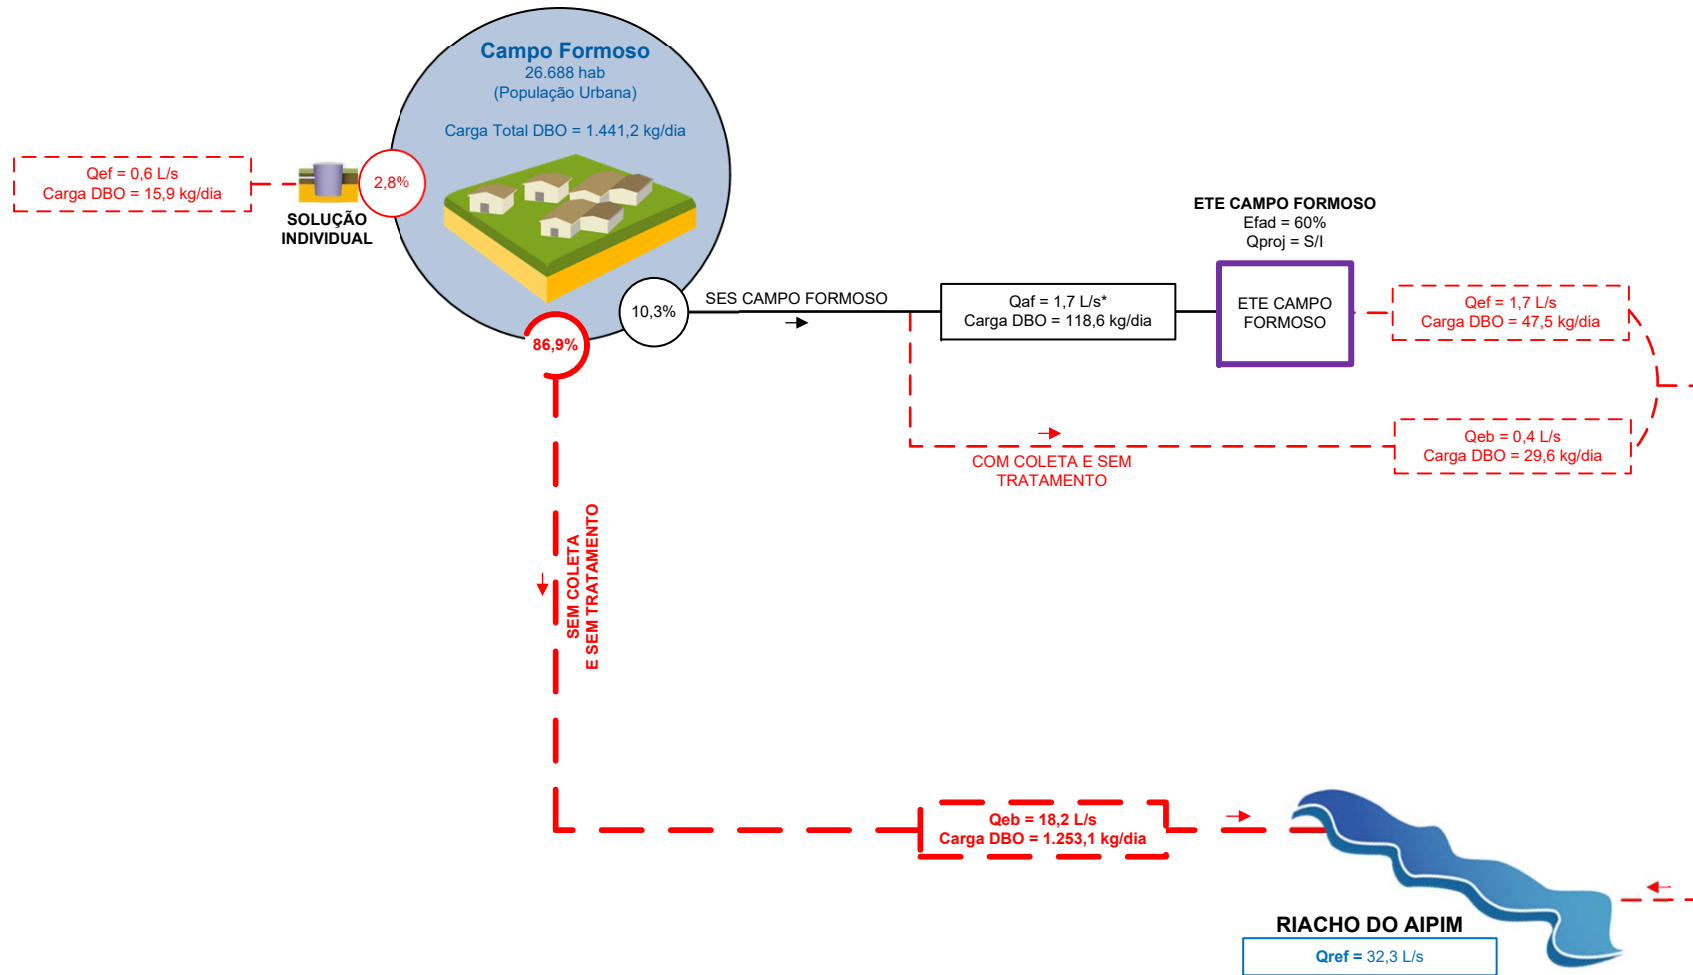 Campo Formoso
26.688 hab
(População Urbana)
Carga Total DBO = 1.441,2 kg/dia
Qef = 0,6 L/s
Carga DBO = 15,9 kg/dia
SOLUÇÃO
INDIVIDUAL
2,8%
10,3%
86,9%
SES CAMPO FORMOSO
Qaf = 1,7 L/s*
Carga DBO = 118,6 kg/dia
ETE CAMPO FORMOSO
Efad = 60%
Qproj = S/I
ETE CAMPO
FORMOSO
Qef = 1,7 L/s
Carga DBO = 47,5 kg/dia
COM COLETA E SEM
TRATAMENTO
Qeb = 0,4 L/s
Carga DBO = 29,6 kg/dia
SEM COLETA
E SEM TRATAMENTO
Qeb = 18,2 L/s
Carga DBO = 1.253,1 kg/dia
RIACHO DO AIPIM
Qref = 32,3 L/s